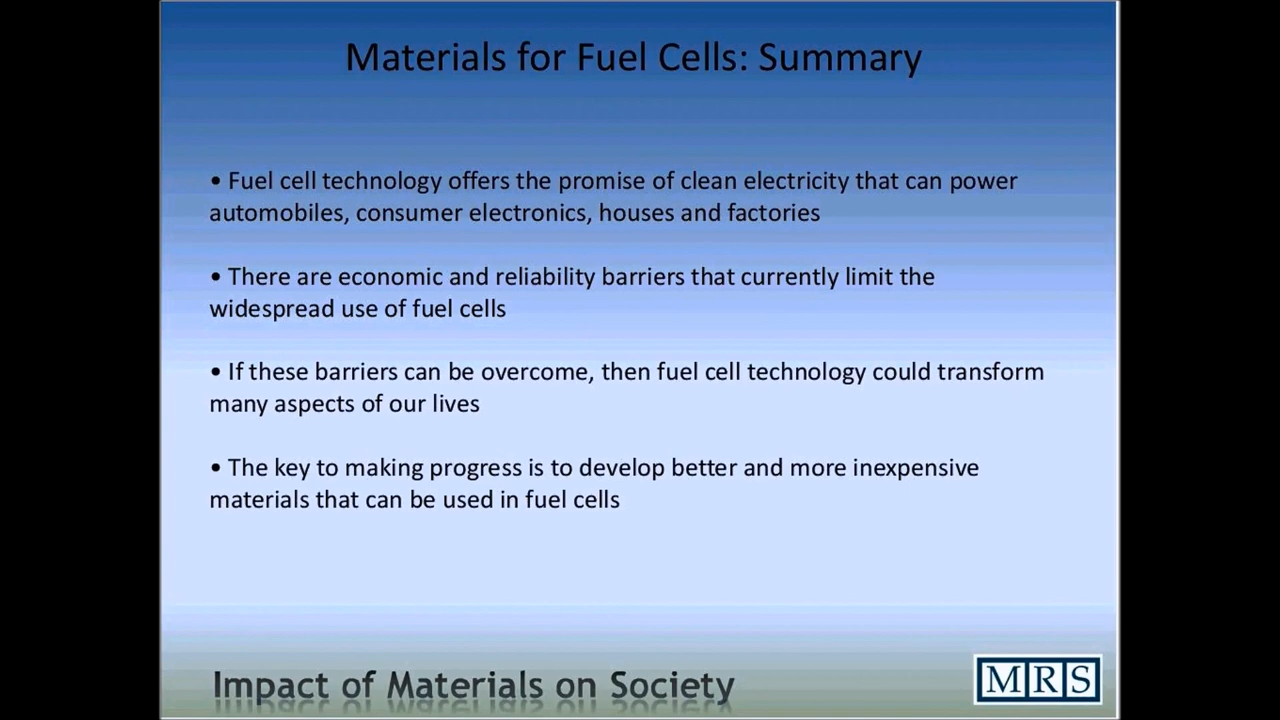 Materials for Fuel Cells: Summary
• Fuel cell technology offers the promise of clean electricity that can power
automobiles, consumer electronics, houses and factories
• There are economic and reliability barriers that currently limit the
widespread use of fuel cells
• If these barriers can be overcome, then fuel cell technology could transform
many aspects of our lives
• The key to making progress is to develop better and more inexpensive
materials that can be used in fuel cells
Impact of Materials on Society
MRS